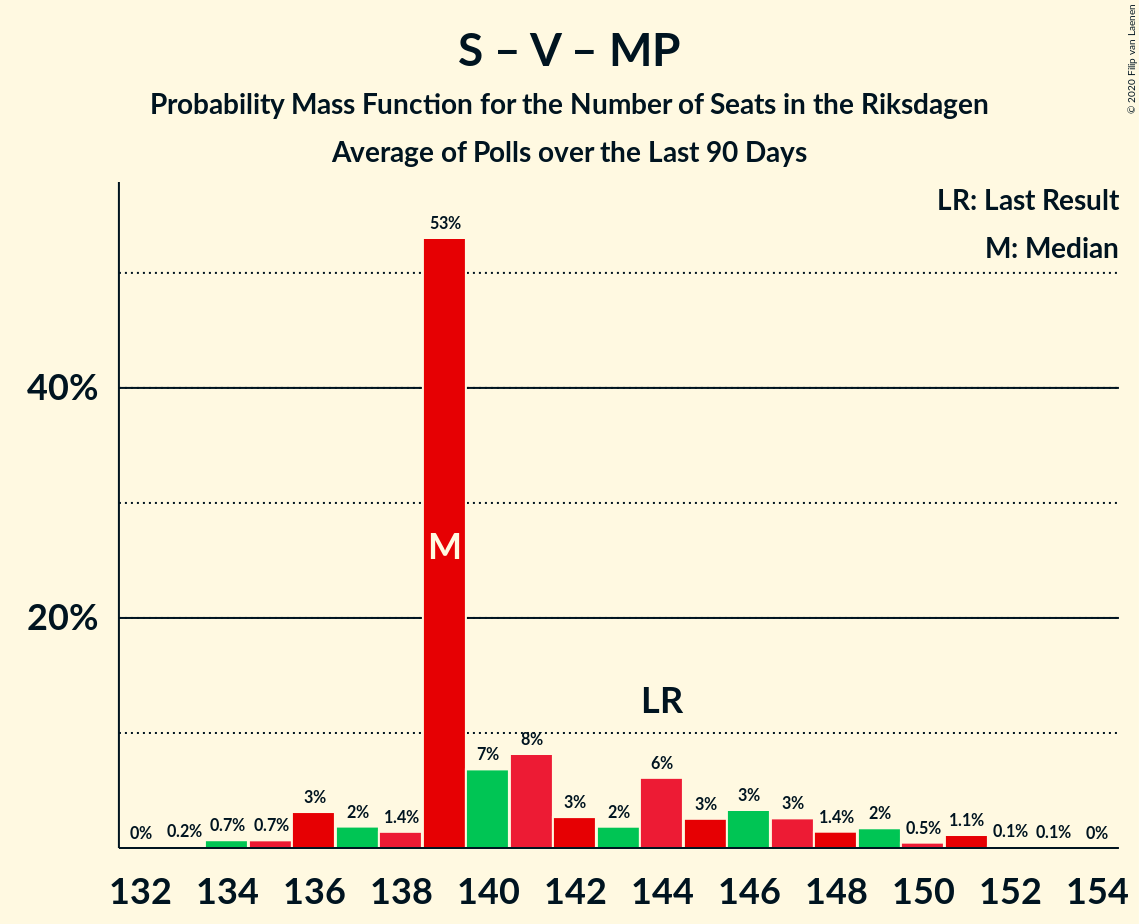 S – V – MP
Probability Mass Function for the Number of Seats in the Riksdagen
Average of Polls over the Last 90 Days
© 2020 Filip van Laenen
LR: Last Result
M: Median
53%
40%
M
20%
LR
0% 0.2% 0.7% 0.7% 3% 2% 1.4% 7% 8% 3% 2% 6% 3% 3% 3% 1.4% 2% 0.5% 1.1% 0.1% 0.1% 0%
132 134 136 138 140 142 144 146 148 150 152 154